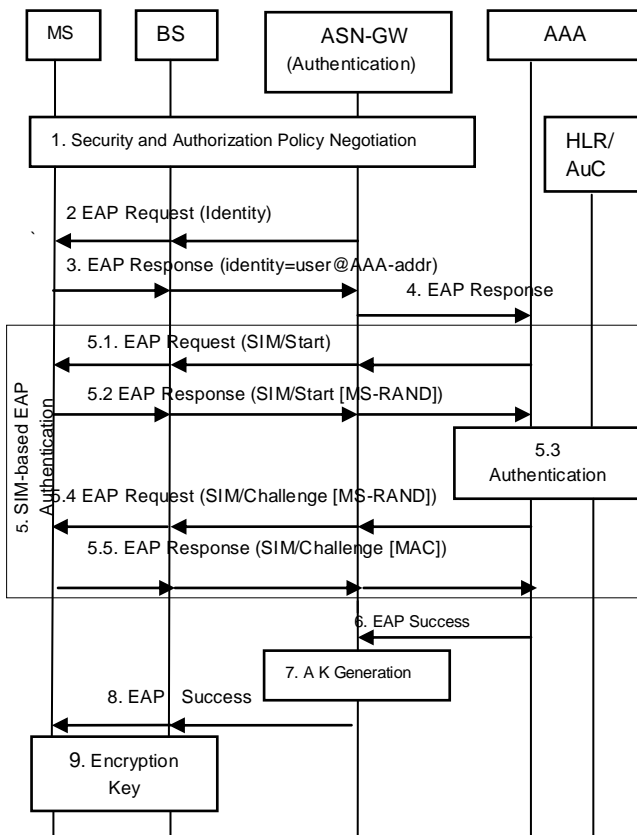 MS
BS
ASN-GW
(Authentication)
AAA
HLR/
AuC
1. Security and Authorization Policy Negotiation
2 EAP Request (Identity)
`
3. EAP Response (identity=user@AAA-addr)
4. EAP Response
5. SIM-based EAP
Authentication
5.1. EAP Request (SIM/Start)
5.2 EAP Response (SIM/Start [MS-RAND])
5.3
Authentication
5.4 EAP Request (SIM/Challenge [MS-RAND])
5.5. EAP Response (SIM/Challenge [MAC])
6. EAP Success
7. A K Generation
8. EAP Success
9. Encryption
Key